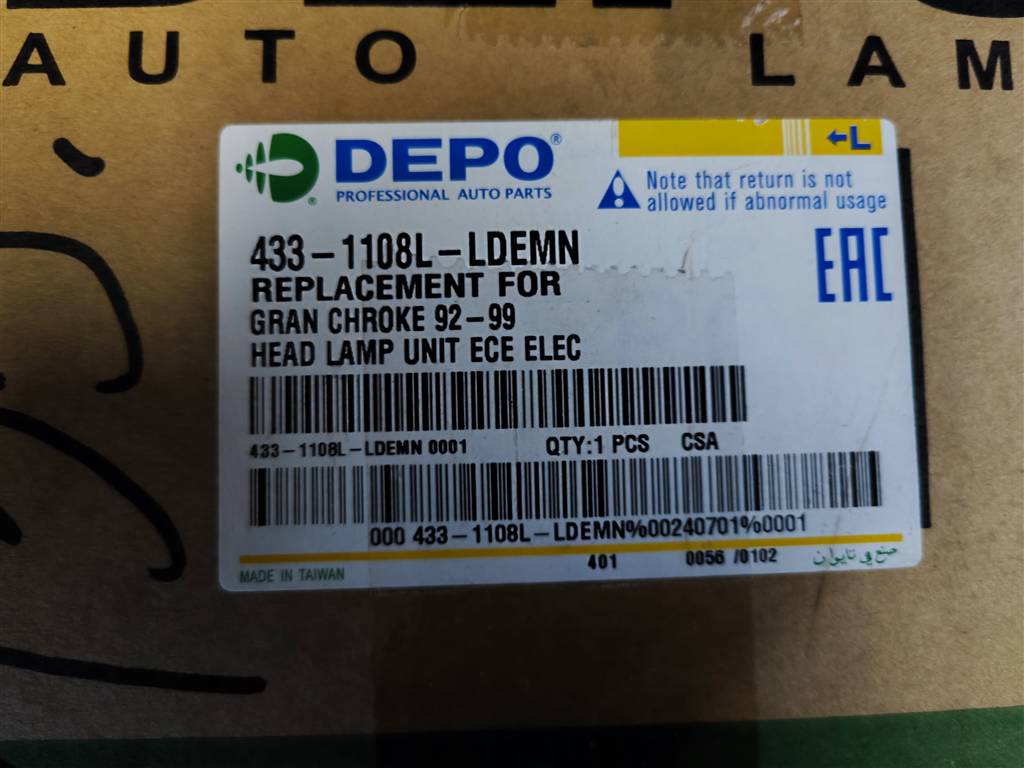 AUTO LAM
DEPO®
PROFESSIONAL AUTO PARTS
®
←L
Note that return is not
allowed if abnormal usage
433-1108L-LDEMN
EAC
REPLACEMENT FOR
GRAN CHROKE 92-99
HEAD LAMP UNIT ECE ELEC
433-1108L-LDEMN 0001 QTY:1 PCS CSA
000 433-1108L-LDEMN%00240701%0001
401 0056 /0102 صنع في تايوان
MADE IN TAIWAN